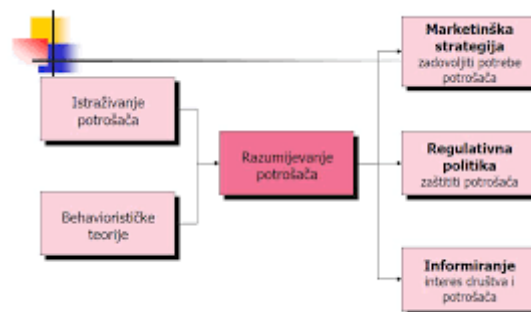 Istraživanje
potrošača
Behaviorističke
teorije
Razumijevanje
potrošača
Marketinška
strategija
zadovoljiti potrebe
potrošača
Regulativna
politika
zaštititi potrošača
Informiranje
interes društva i
potrošača